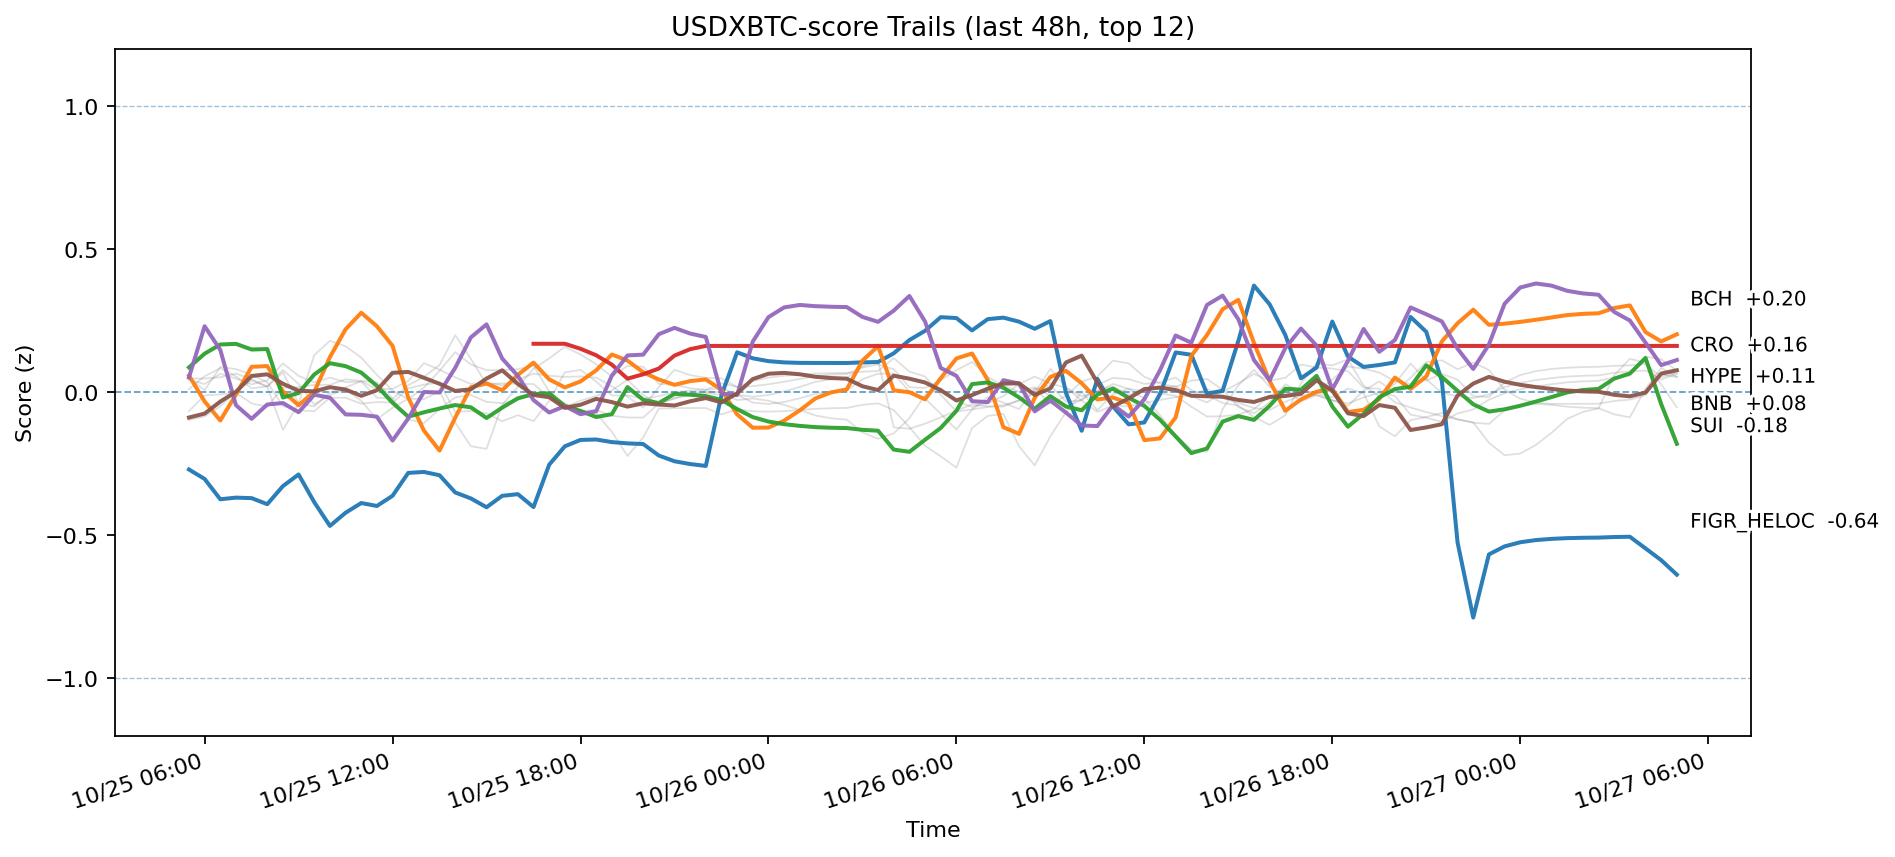 USDXBTC-score Trails (last 48h, top 12)
Score (z)
1.0
0.5
0.0
−0.5
−1.0
BCH +0.20
CRO +0.16
HYPE +0.11
BNB +0.08
SUI -0.18
FIGR_HELOC -0.64
10/25 06:00
10/25 12:00
10/25 18:00
10/26 00:00
10/26 06:00
10/26 12:00
10/26 18:00
10/27 00:00
10/27 06:00
Time